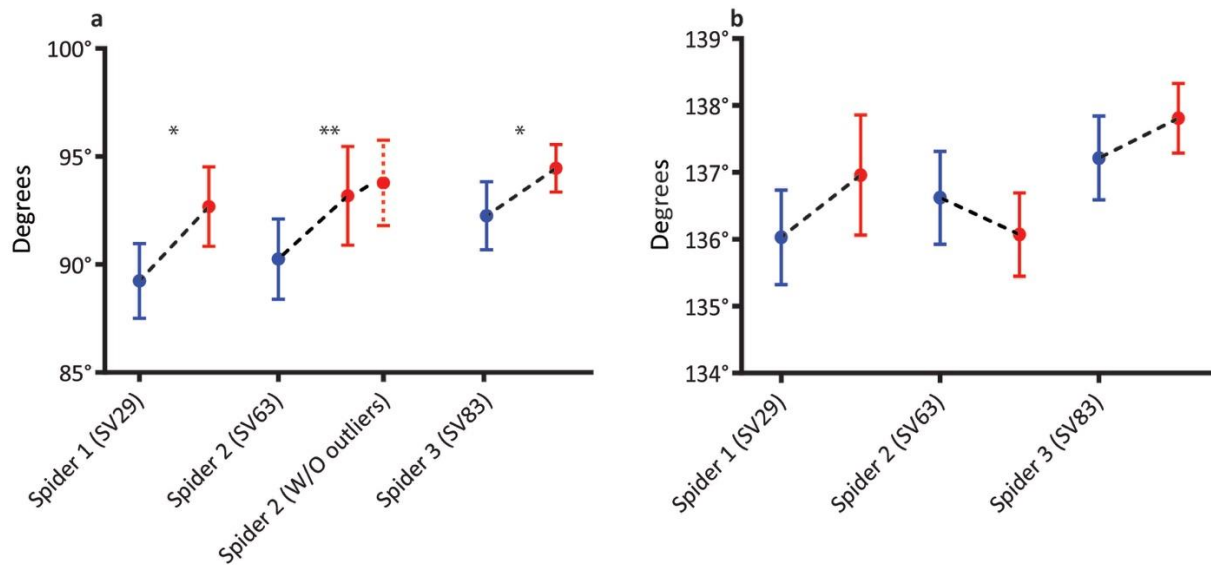 a
100°
95°
90°
85°
Degrees
*
**
*
Spider 1 (SV29)
Spider 2 (SV63)
Spider 2 (W/O outliers)
Spider 3 (SV83)
b
139°
138°
137°
136°
135°
134°
Degrees
Spider 1 (SV29)
Spider 2 (SV63)
Spider 3 (SV83)